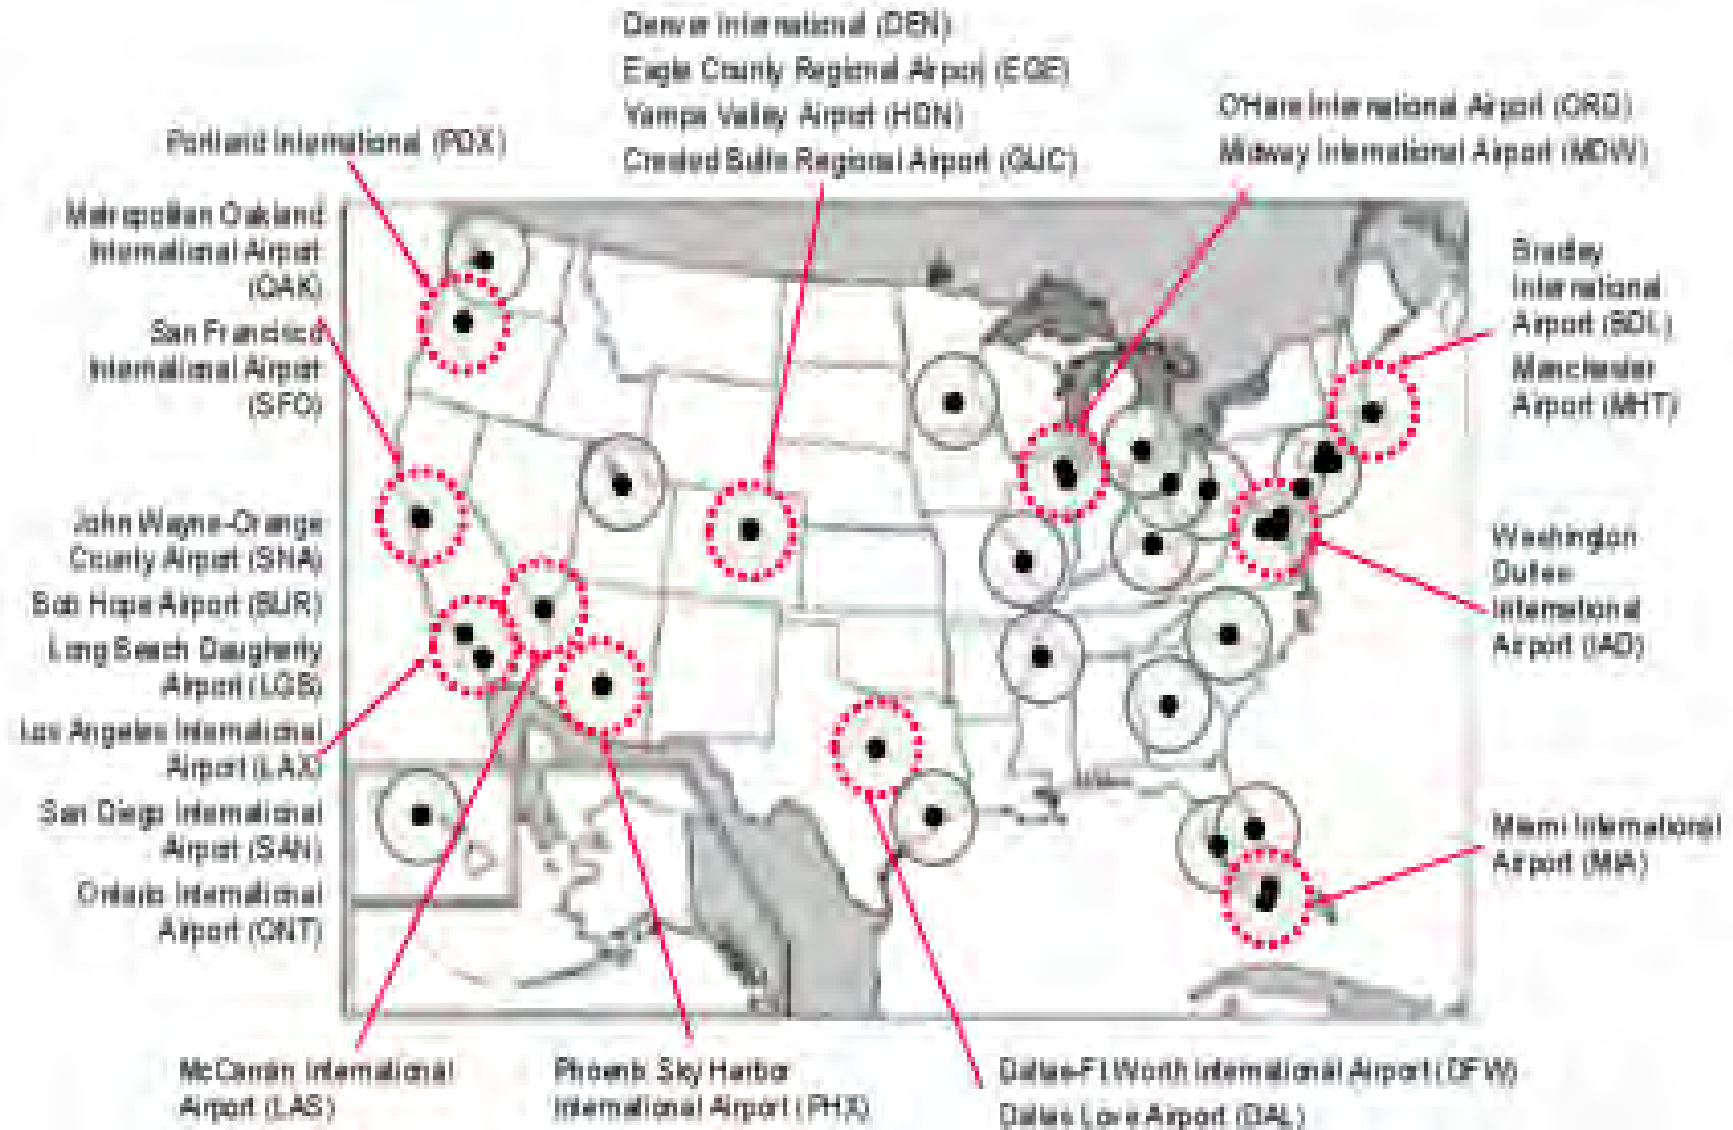 Denver International (DEN)
Eagle County Regional Airport (EGE)
Yampa Valley Airport (HDN)
Crested Butte Regional Airport (GUC)
O'Hare International Airport (ORD)
Midway International Airport (MDW)
Portland International (PDX)
Metropolitan Oakland
International Airport
(OAK)
San Francisco
International Airport
(SFO)
John Wayne-Orange
County Airport (SNA)
Bob Hope Airport (BUR)
Long Beach Daugherty
Airport (LGB)
Los Angeles International
Airport (LAX)
San Diego International
Airport (SAN)
Ontario International
Airport (ONT)
Bradley
International
Airport (BDL)
Manchester
Airport (MHT)
Washington
Dulles
International
Airport (IAD)
Miami International
Airport (MIA)
McCarran International
Airport (LAS)
Phoenix Sky Harbor
International Airport (PHX)
Dallas-Ft.Worth International Airport (DFW)
Dallas Love Airport (DAL)